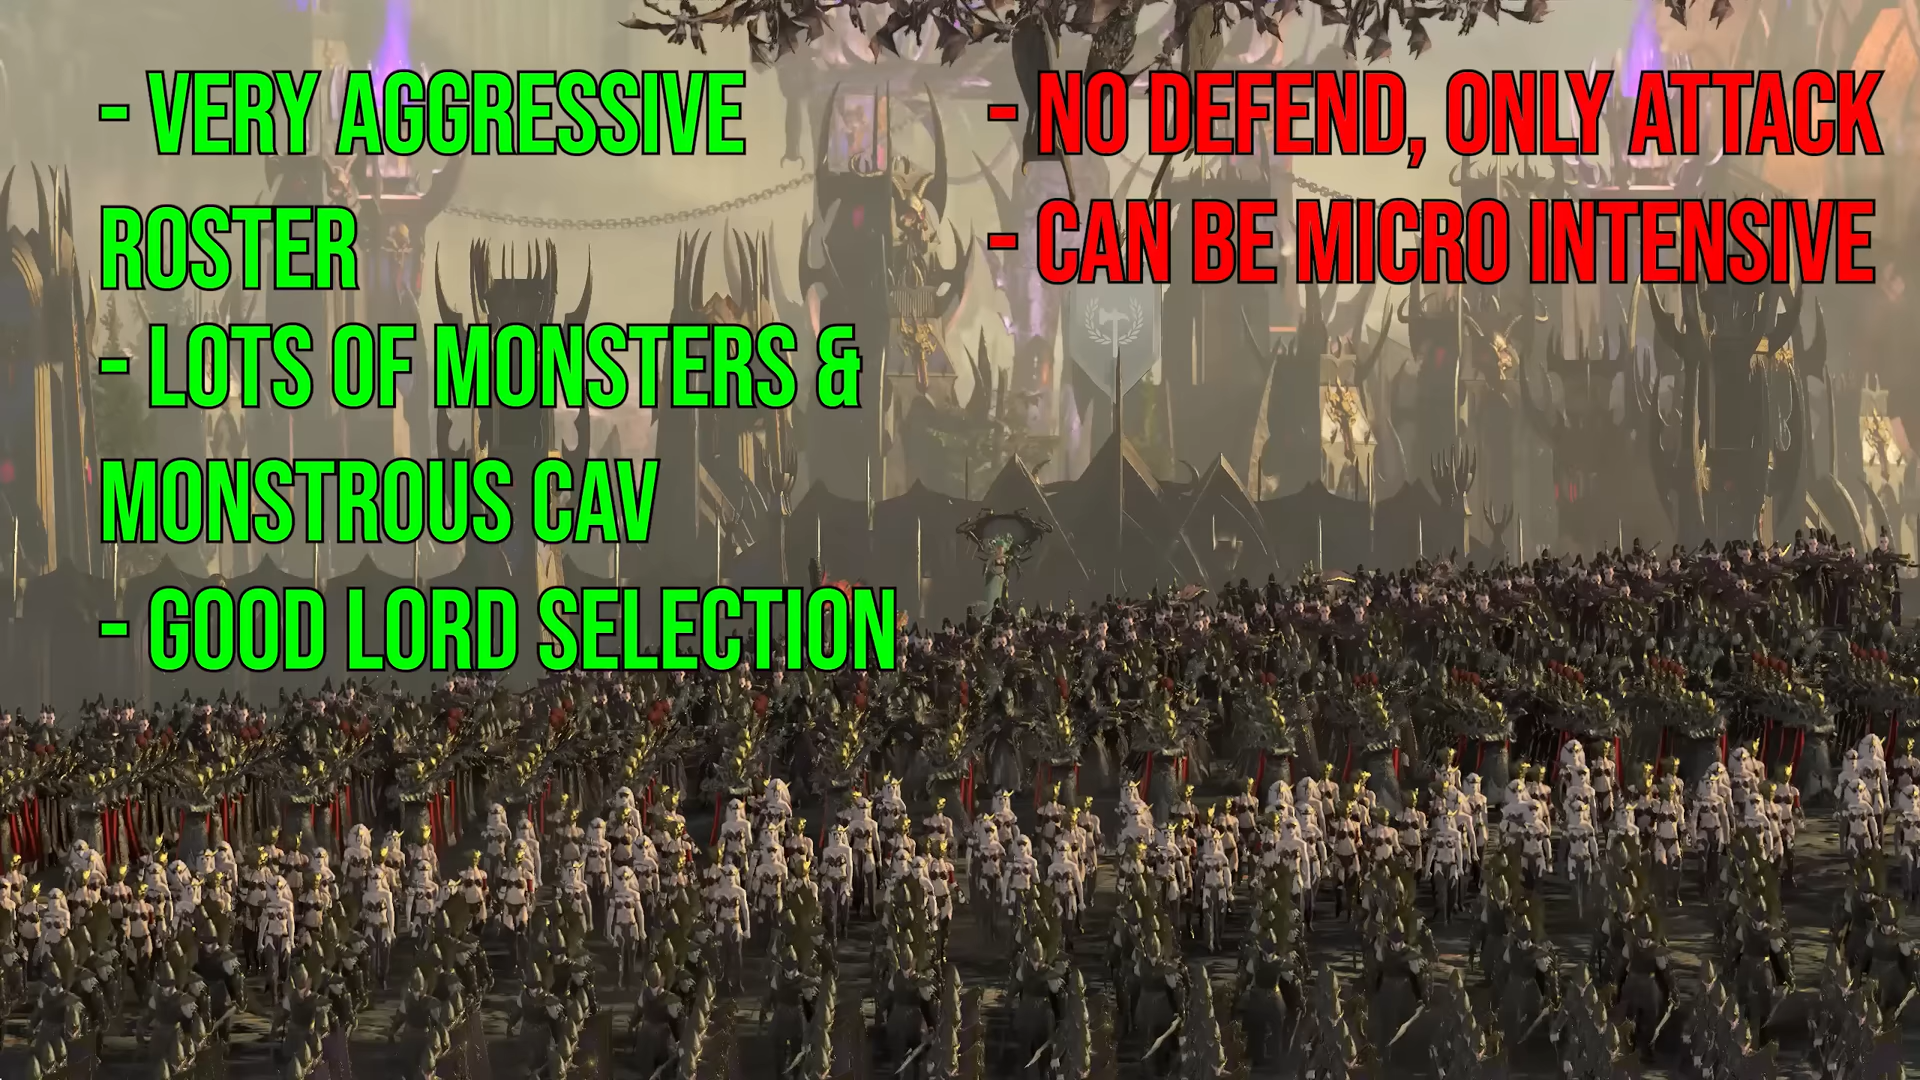 - VERY AGGRESSIVE
ROSTER
- LOTS OF MONSTERS &
MONSTROUS CAV
- GOOD LORD SELECTION
- NO DEFEND, ONLY ATTACK
- CAN BE MICRO INTENSIVE